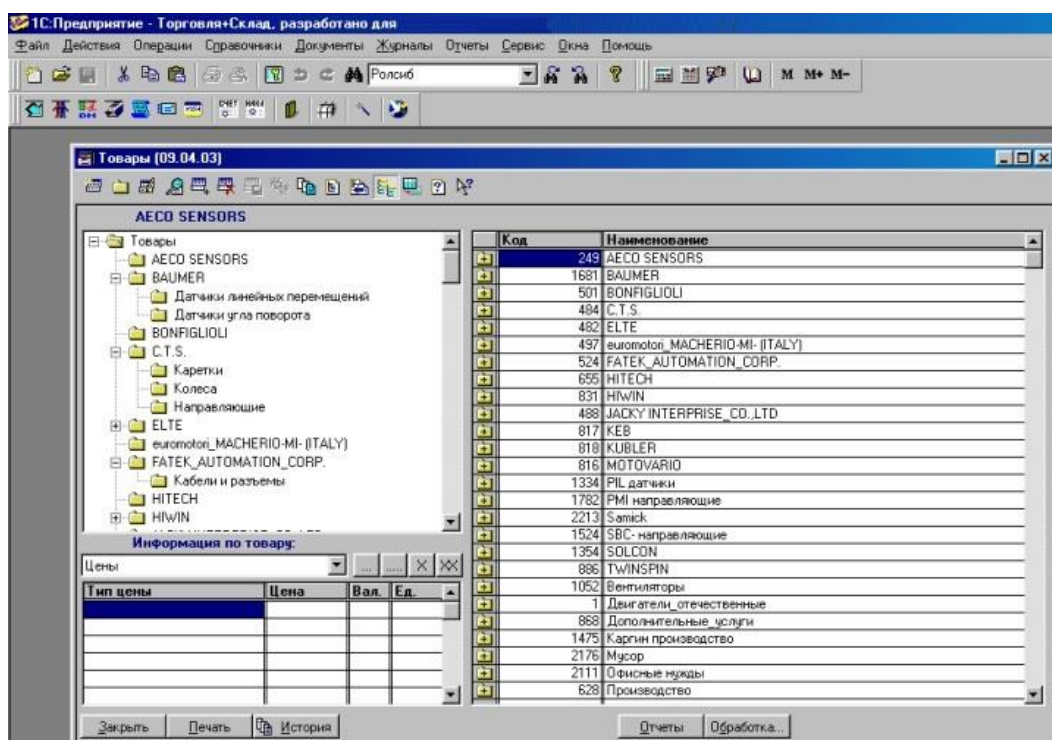 1С:Предприятие - Торговля+Склад, разработано для
Файл Действия Операции Справочники Документы Журналы Отчеты Сервис Окна Помощь
Ролсиб
M M+ M-
Товары (09.04.03)
AECO SENSORS
Товары
AECO SENSORS
BAUMER
Датчики линейных перемещений
Датчики угла поворота
BONFIGLIOLI
C.T.S.
Каретки
Колеса
Направляющие
ELTE
euromotori_MACHERIO-MI- (ITALY)
FATEK_AUTOMATION_CORP.
Кабели и разъемы
HITECH
HIWIN
Информация по товару:
Цены
Тип цены Цена Вал. Ед.
Код Наименование
249 AECO SENSORS
1681 BAUMER
501 BONFIGLIOLI
484 C.T.S.
482 ELTE
497 euromotori_MACHERIO-MI- (ITALY)
524 FATEK_AUTOMATION_CORP.
655 HITECH
831 HIWIN
488 JACKY INTERPRISE_CO.,LTD
817 KEB
818 KUBLER
816 MOTOVARIO
1334 PIL датчики
1782 PMI направляющие
2213 Samick
1524 SBC- направляющие
1354 SOLCON
886 TWINSPIN
1052 Вентиляторы
1 Двигатели_отечественные
868 Дополнительные_услуги
1475 Каргин производство
2176 Мусор
2111 Офисные нужды
628 Производство
Закрыть Печать История Отчеты Обработка...